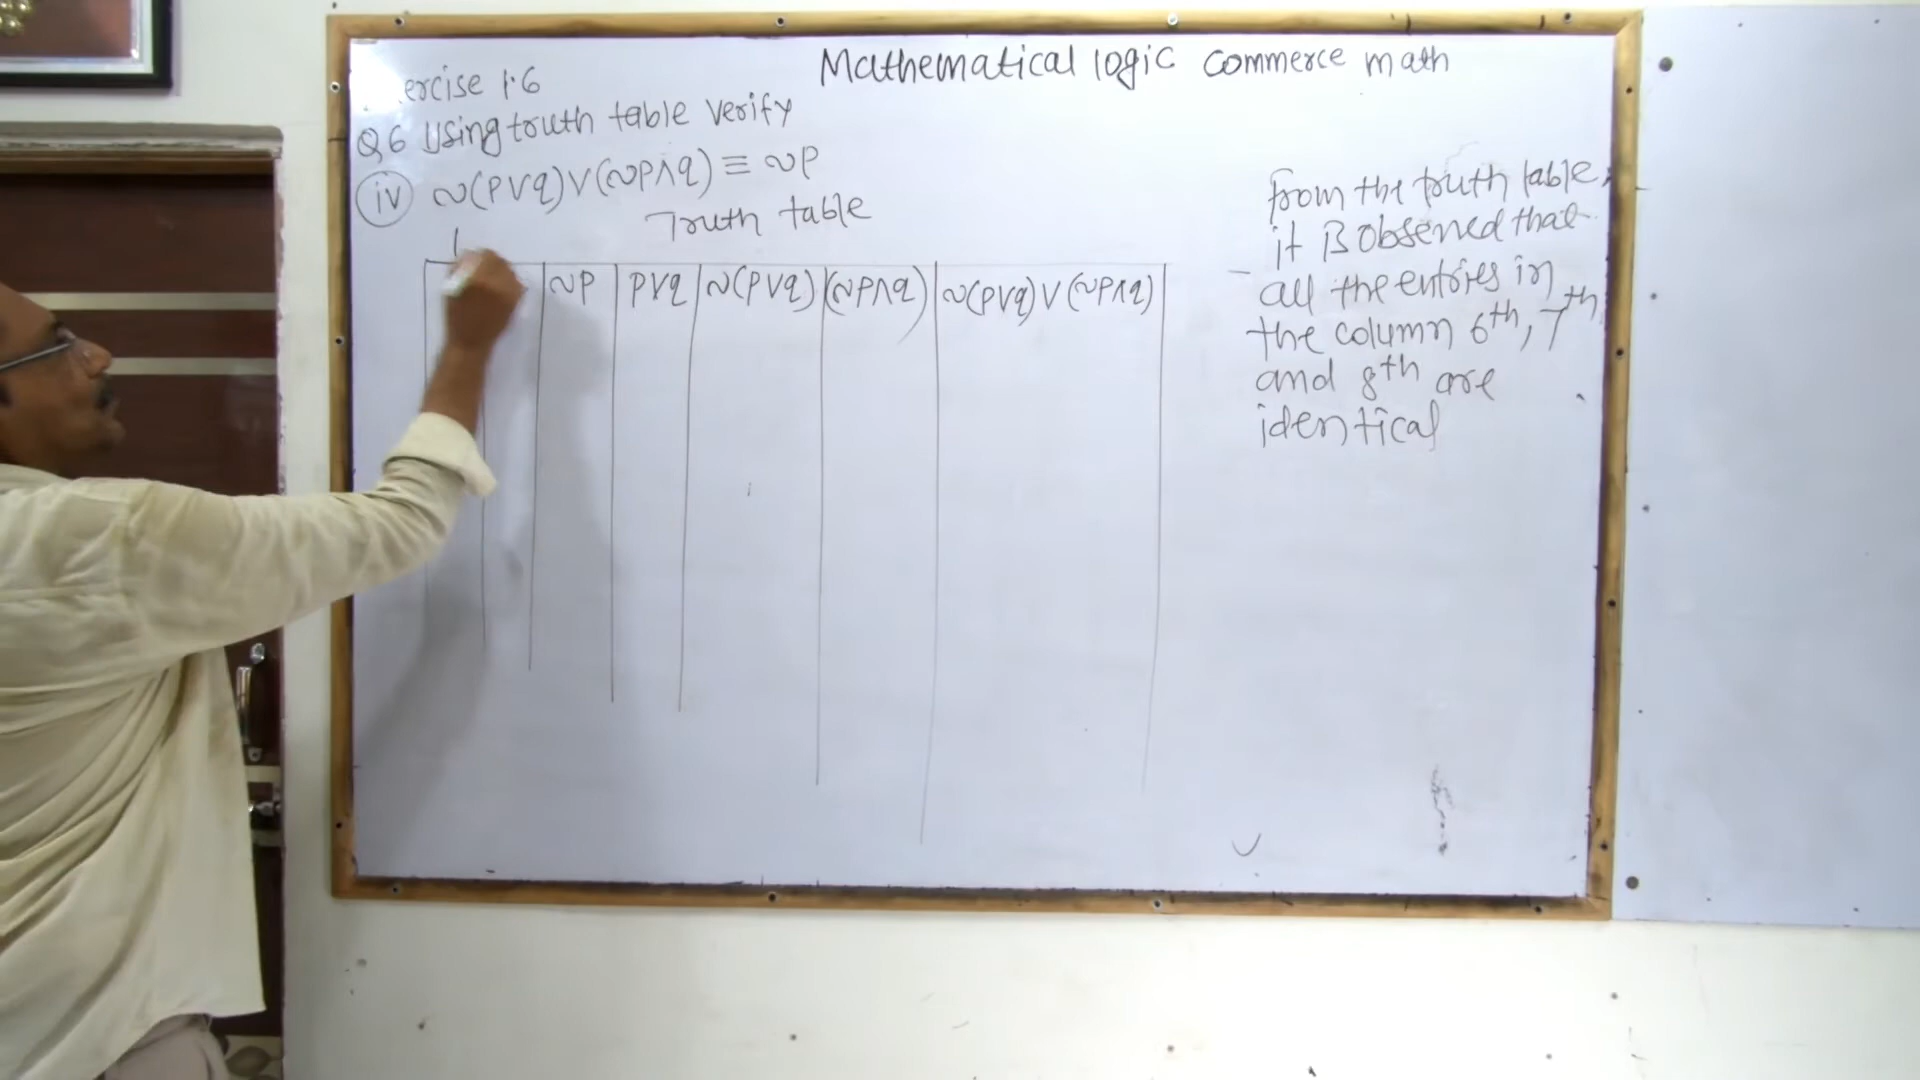 Mathematical logic commerce math
ercise 1.6
Q6 Using truth table verify
iv ~(p∨q)∨(~p∧q) ≡ ~p
Truth table
~p | p∨q | ~(p∨q) | (~p∧q) | ~(p∨q)∨(~p∧q)
from the truth table
it is observed that
all the entries in
the column 6th, 7th
and 8th are
identical